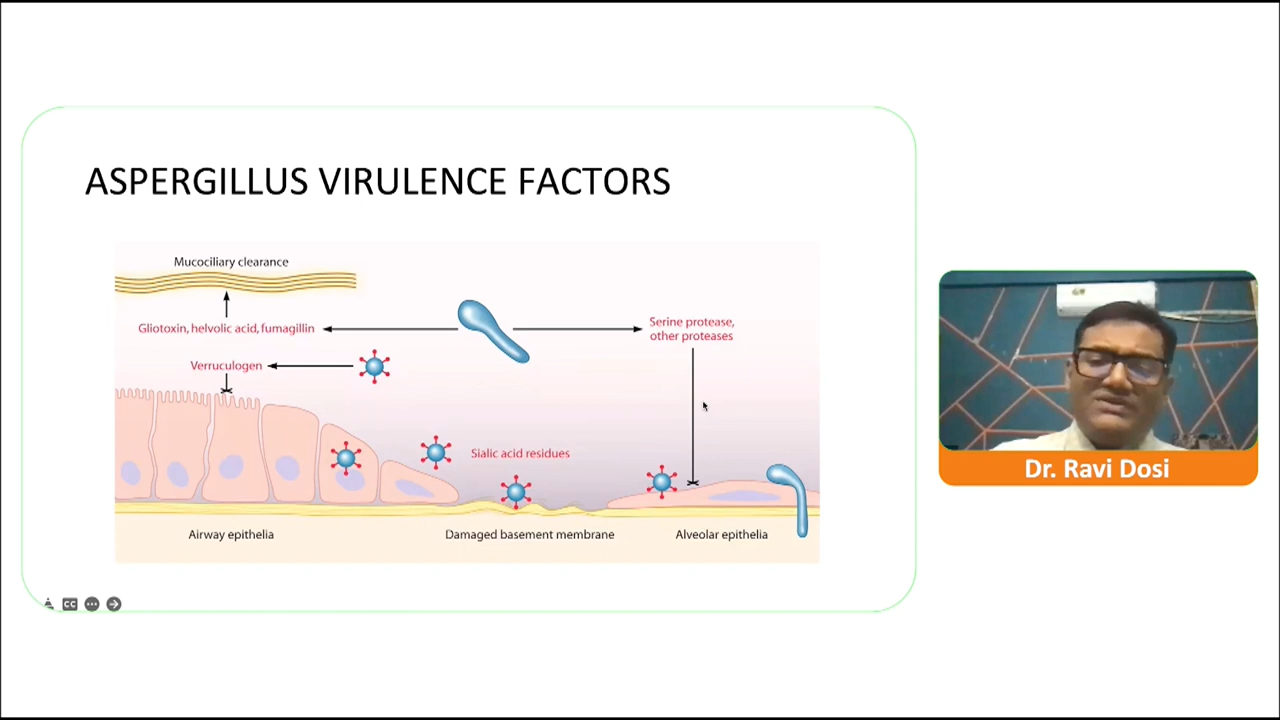 ASPERGILLUS VIRULENCE FACTORS
Mucociliary clearance
Gliotoxin, helvolic acid, fumagillin
Serine protease,
other proteases
Verruculogen
Sialic acid residues
Airway epithelia
Damaged basement membrane
Alveolar epithelia
CC
Dr. Ravi Dosi